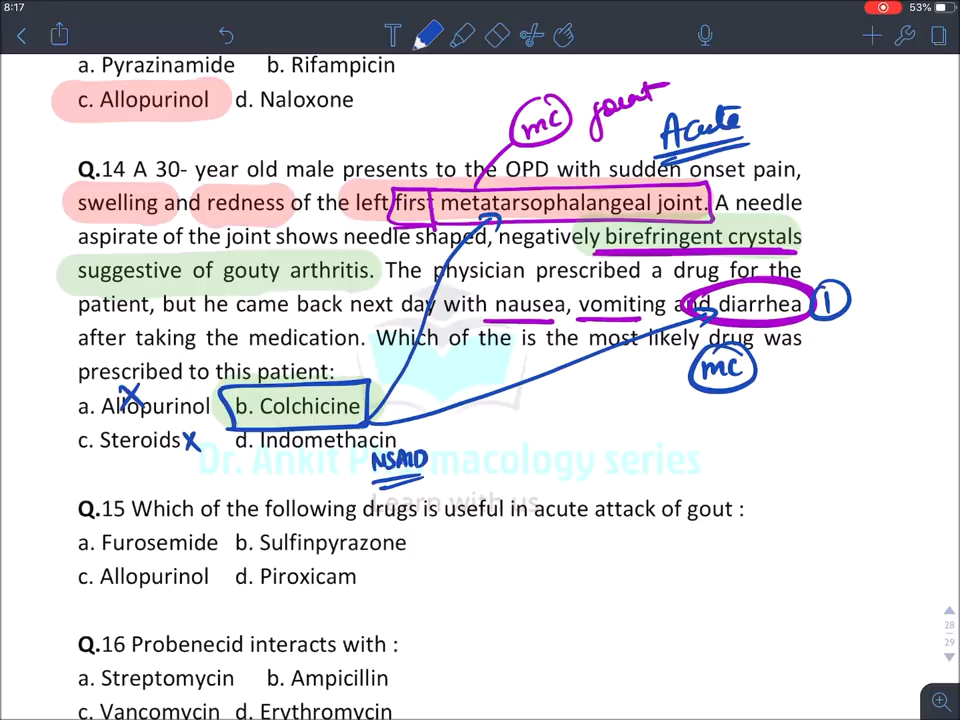 8:17
53%
a. Pyrazinamide b. Rifampicin
c. Allopurinol d. Naloxone
mc gout
Acute
Q.14 A 30- year old male presents to the OPD with sudden onset pain,
swelling and redness of the left first metatarsophalangeal joint. A needle
aspirate of the joint shows needle shaped, negatively birefringent crystals
suggestive of gouty arthritis. The physician prescribed a drug for the
patient, but he came back next day with nausea, vomiting and diarrhea
1
after taking the medication. Which of the is the most likely drug was
mc
prescribed to this patient:
a. Allopurinol b. Colchicine
c. Steroids d. Indomethacin
x
x
NSAID
Dr. Ankit Pharmacology series
Learn with us
Q.15 Which of the following drugs is useful in acute attack of gout :
a. Furosemide b. Sulfinpyrazone
c. Allopurinol d. Piroxicam
Q.16 Probenecid interacts with :
a. Streptomycin b. Ampicillin
c. Vancomycin d. Erythromycin
28
29